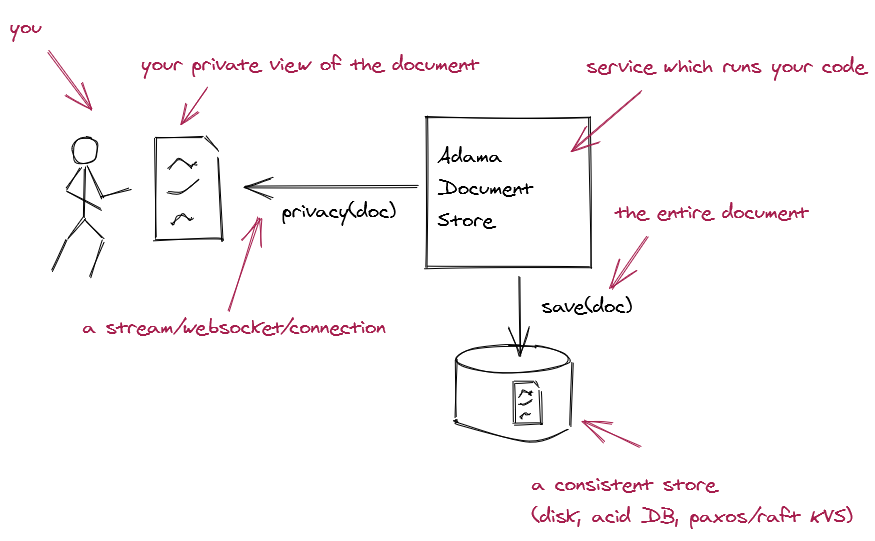 you
your private view of the document
service which runs your code
Adama
Document
Store
privacy(doc)
the entire document
a stream/websocket/connection
save(doc)
a consistent store
(disk, acid DB, paxos/raft KVS)